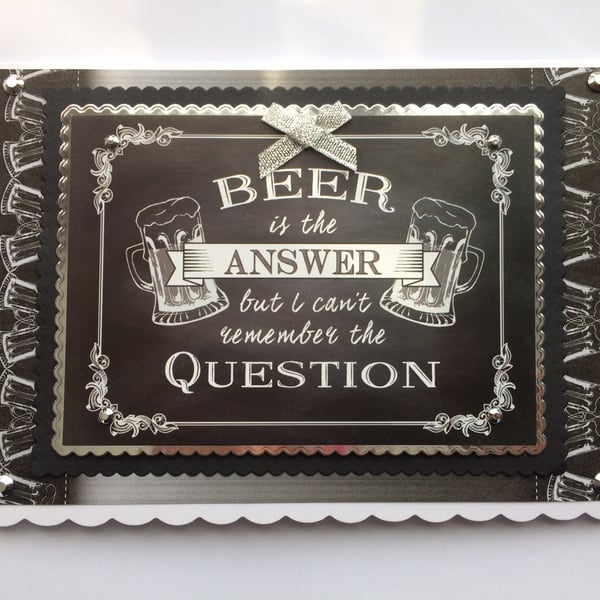 BEER
is the
ANSWER
but i can't
remember the
QUESTION